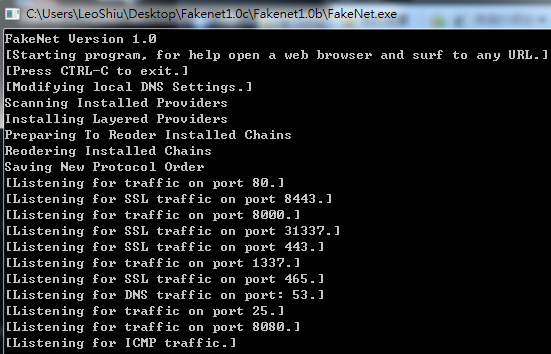 C:\Users\LeoShiu\Desktop\Fakenet1.0c\Fakenet1.0b\FakeNet.exe
FakeNet Version 1.0
[Starting program, for help open a web browser and surf to any URL.]
[Press CTRL-C to exit.]
[Modifying local DNS Settings.]
Scanning Installed Providers
Installing Layered Providers
Preparing To Reoder Installed Chains
Reodering Installed Chains
Saving New Protocol Order
[Listening for traffic on port 80.]
[Listening for SSL traffic on port 8443.]
[Listening for traffic on port 8000.]
[Listening for SSL traffic on port 31337.]
[Listening for SSL traffic on port 443.]
[Listening for traffic on port 1337.]
[Listening for SSL traffic on port 465.]
[Listening for DNS traffic on port: 53.]
[Listening for traffic on port 25.]
[Listening for traffic on port 8080.]
[Listening for ICMP traffic.]